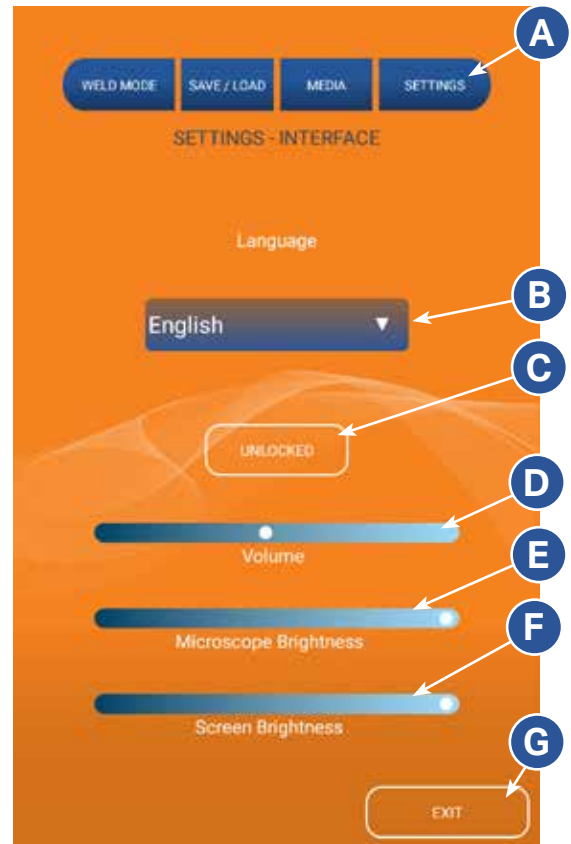 A
WELD MODE SAVE / LOAD MEDIA SETTINGS
SETTINGS - INTERFACE
Language
B
English
C
UNLOCKED
D
Volume
E
Microscope Brightness
F
Screen Brightness
G
EXIT